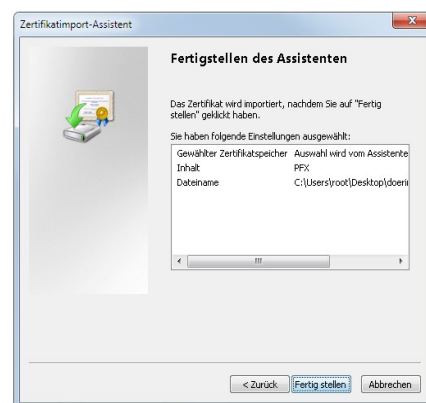 Zertifikatimport-Assistent
Fertigstellen des Assistenten
Das Zertifikat wird importiert, nachdem Sie auf "Fertig
stellen" geklickt haben.
Sie haben folgende Einstellungen ausgewählt:
Gewählter Zertifikatspeicher Auswahl wird vom Assistente
Inhalt PFX
Dateiname C:\Users\root\Desktop\doeri
< Zurück Fertig stellen Abbrechen